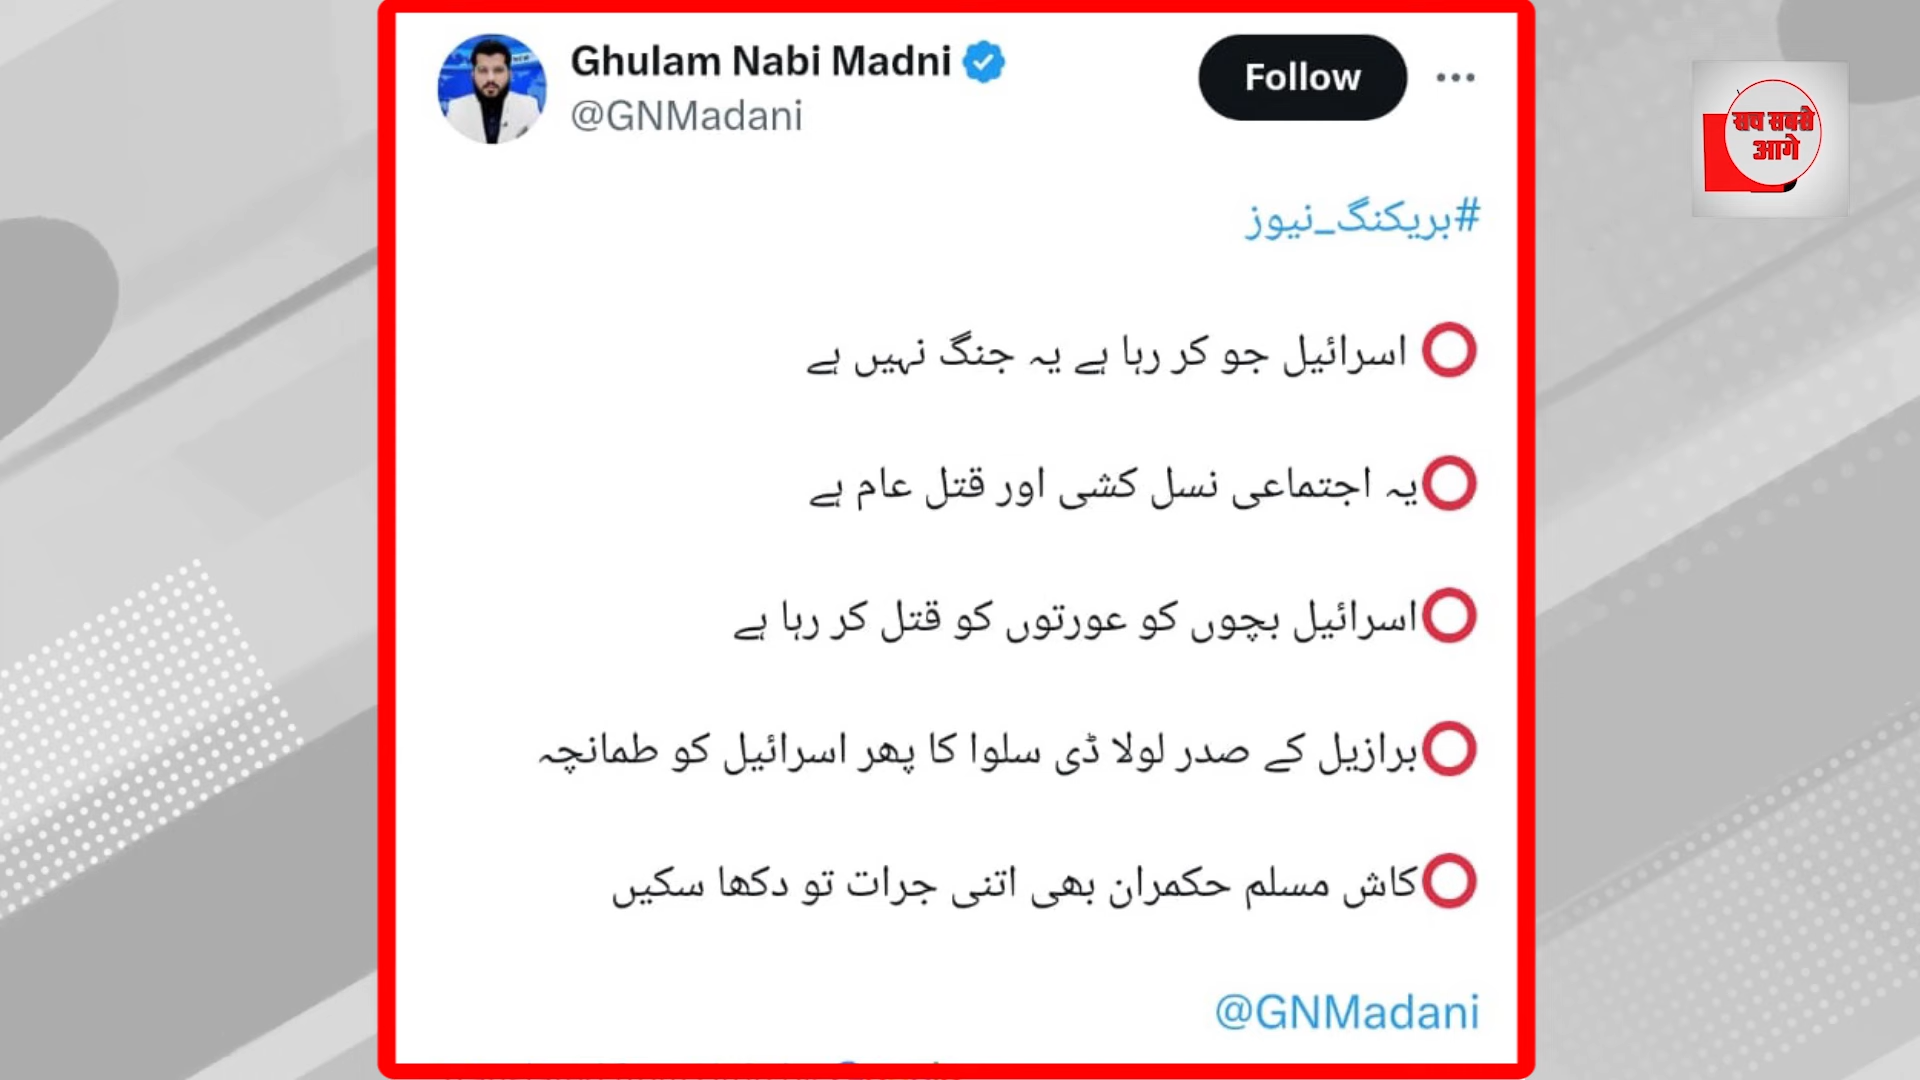 Ghulam Nabi Madni
@GNMadani
Follow
सच सबसे
आगे
#بریکنگ_نیوز
اسرائیل جو کر رہا ہے یہ جنگ نہیں ہے
یہ اجتماعی نسل کشی اور قتل عام ہے
اسرائیل بچوں کو عورتوں کو قتل کر رہا ہے
برازیل کے صدر لولا ڈی سلوا کا پھر اسرائیل کو طمانچہ
کاش مسلم حکمران بھی اتنی جرات تو دکھا سکیں
@GNMadani